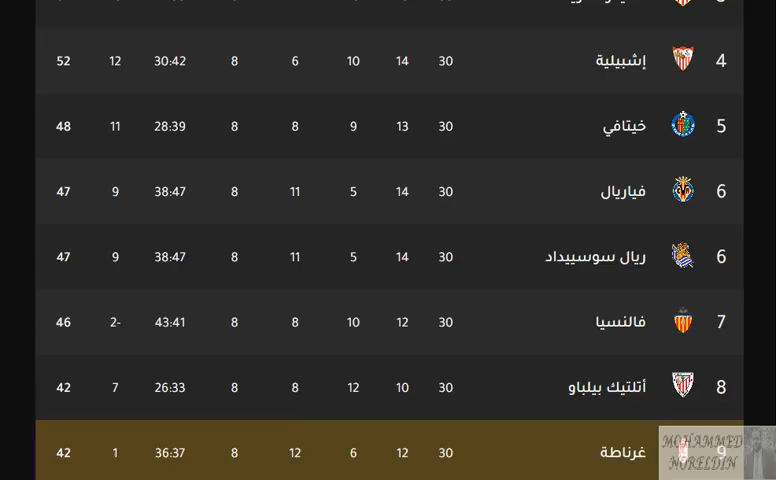 4 إشبيلية 30 14 10 6 8 30:42 12 52
5 خيتافي 30 13 9 8 8 28:39 11 48
6 فياريال 30 14 5 11 8 38:47 9 47
6 ريال سوسييداد 30 14 5 11 8 38:47 9 47
7 فالنسيا 30 12 10 8 8 43:41 2- 46
8 أتلتيك بيلباو 30 10 12 8 8 26:33 7 42
9 غرناطة 30 12 6 12 8 36:37 1 42
MOHAMMED
NORELDIN